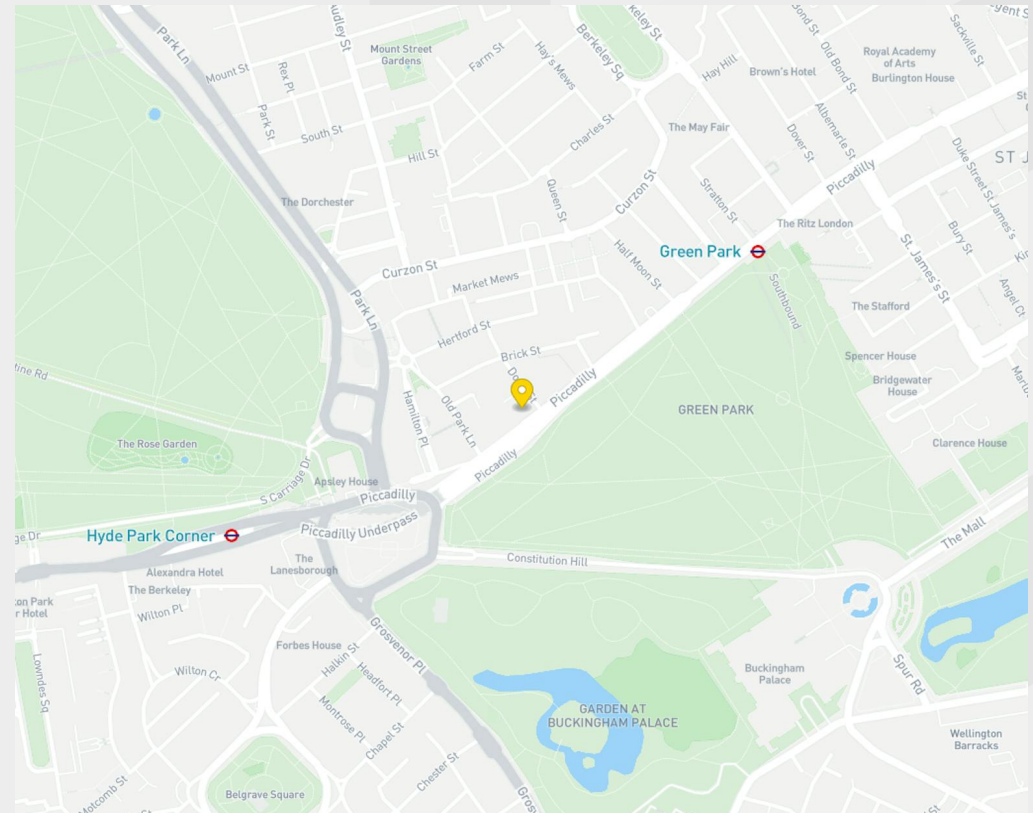 Park Ln
Mount St
Rex Pl
Park St
South St
Mount Street
Gardens
Farm St
Hay's Mews
Berkeley Sq
Hay Hill
Brown's Hotel
Old Bond St
Royal Academy
of Arts
Burlington House
Sackville St
Albemarle St
Dover St
The May Fair
Charles St
Hill St
Queen St
Curzon St
Stratton St
Piccadilly
Duke Street St James's
The Dorchester
Curzon St
Market Mews
Half Moon St
Green Park
The Ritz London
Southbound
St. James's St
Bury St
Angel Ct
The Stafford
Spencer House
Bridgewater
House
Clarence House
Park Ln
Hertford St
Brick St
Piccadilly
GREEN PARK
Hamilton Pl
Old Park Ln
Piccadilly
The Rose Garden
S Carriage Dr
Apsley House
Piccadilly
Piccadilly Underpass
Hyde Park Corner
Constitution Hill
The Mall
Alexandra Hotel
The
Lanesborough
The Berkeley
Wilton Pl
Forbes House
Halkin St
Headfort Pl
Grosvenor Pl
Wilton Cr
Lowndes Sq
Montrose Pl
Chapel St
Chester St
Buckingham
Palace
Spur Rd
GARDEN AT
BUCKINGHAM PALACE
Wellington
Barracks
Belgrave Square
Motcomb St